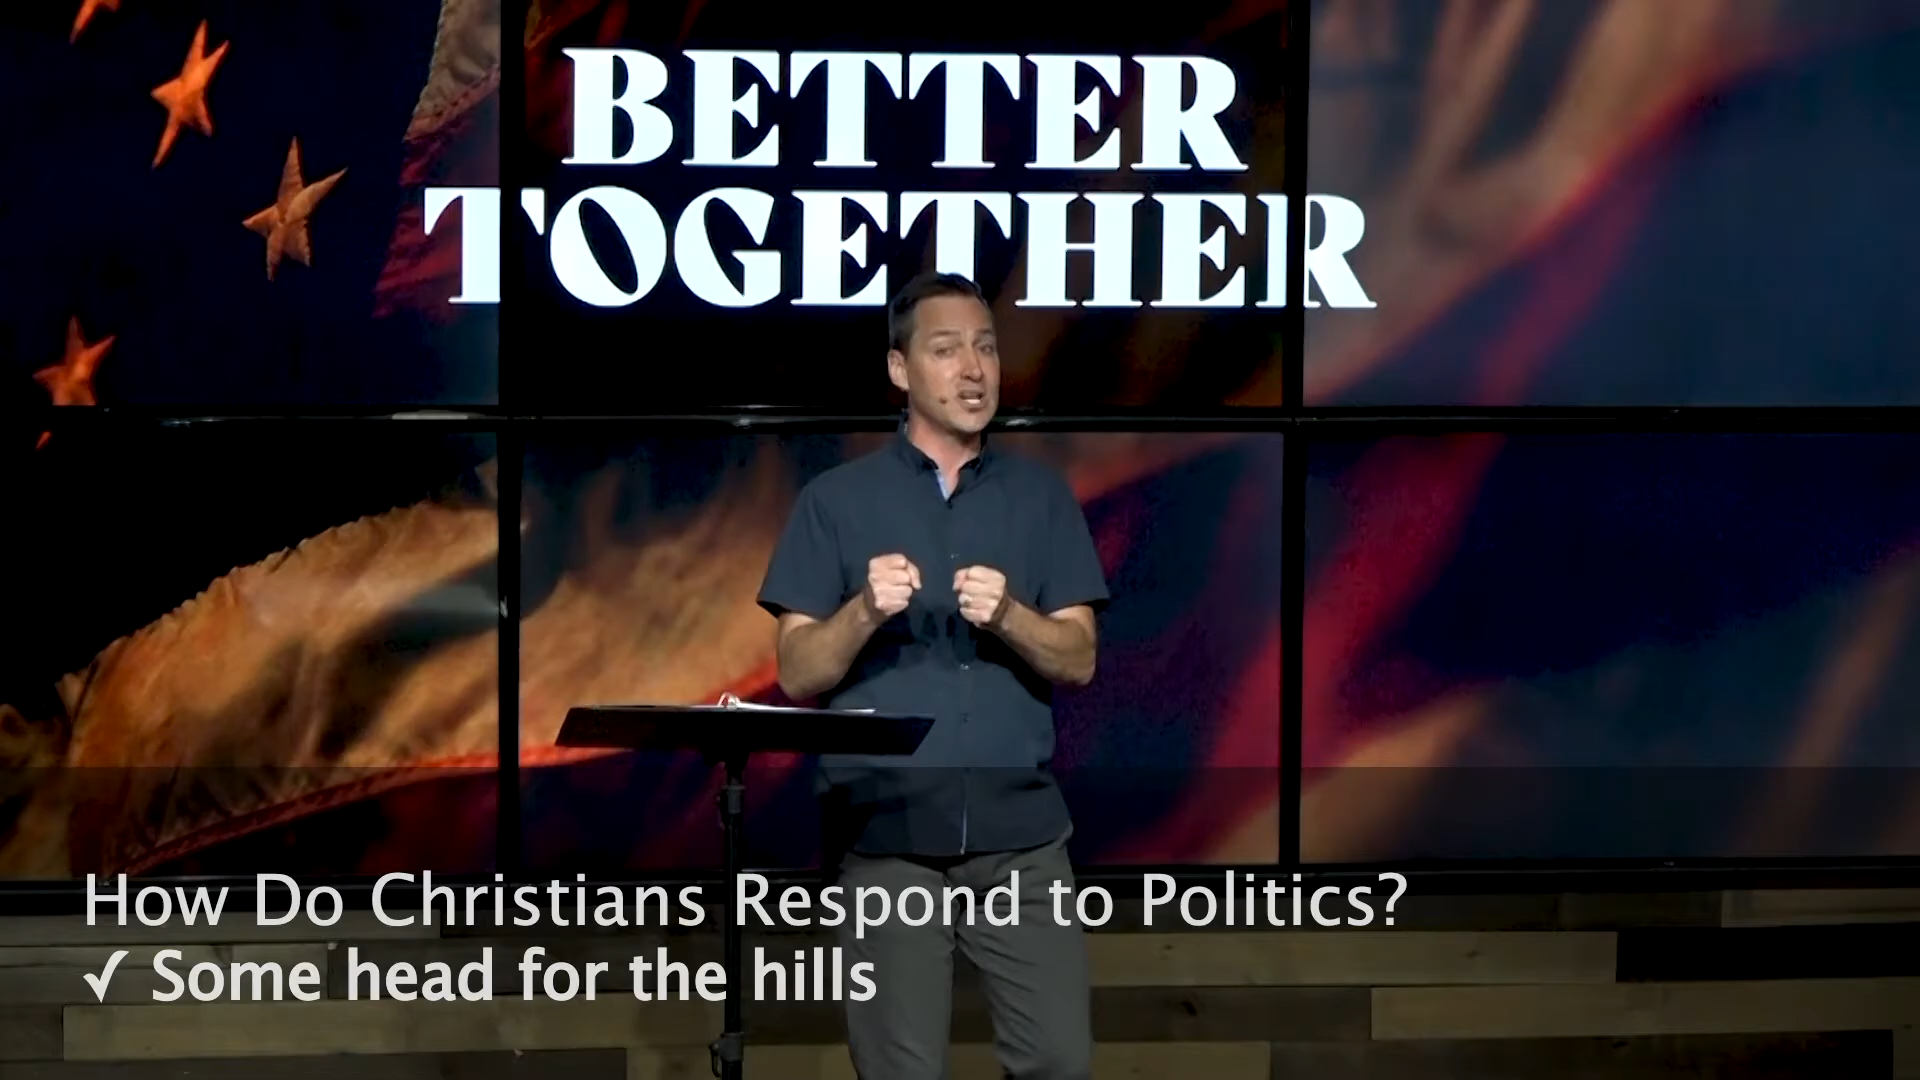 BETTER
TOGETHER
How Do Christians Respond to Politics?
✓ Some head for the hills